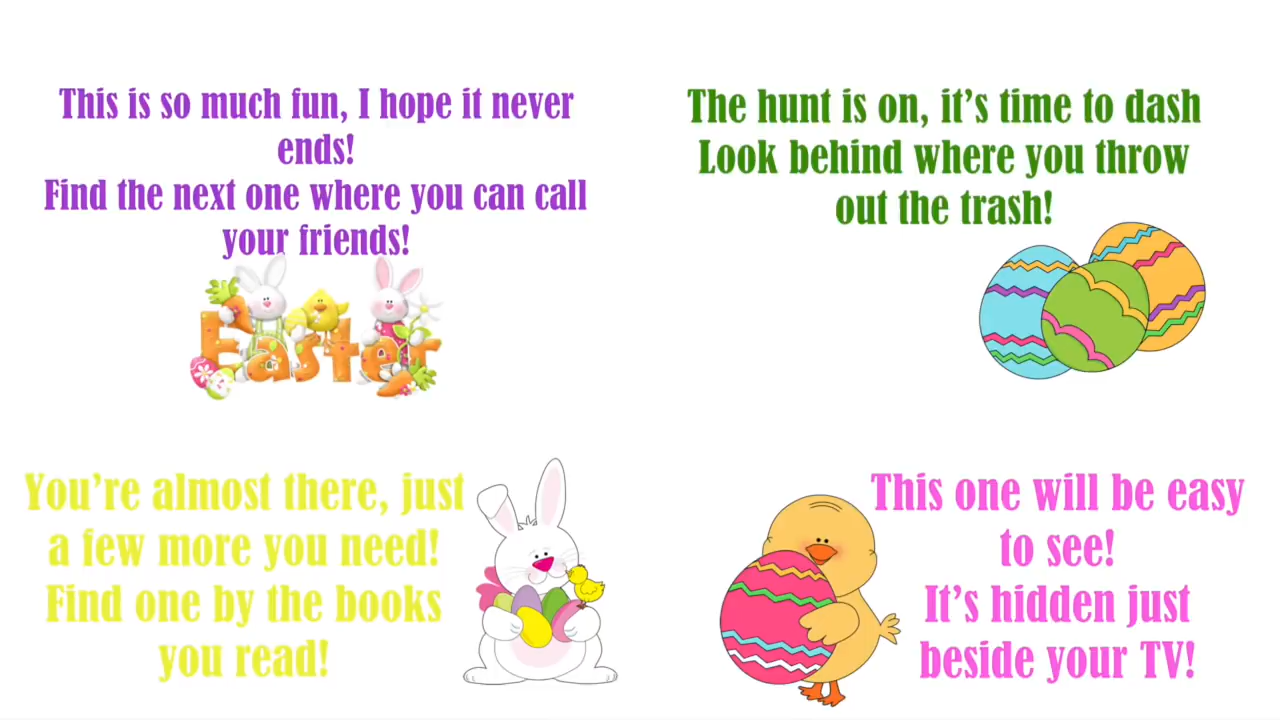 This is so much fun, I hope it never
ends!
Find the next one where you can call
your friends!
Easter
The hunt is on, it's time to dash
Look behind where you throw
out the trash!
You're almost there, just
a few more you need!
Find one by the books
you read!
This one will be easy
to see!
It's hidden just
beside your TV!